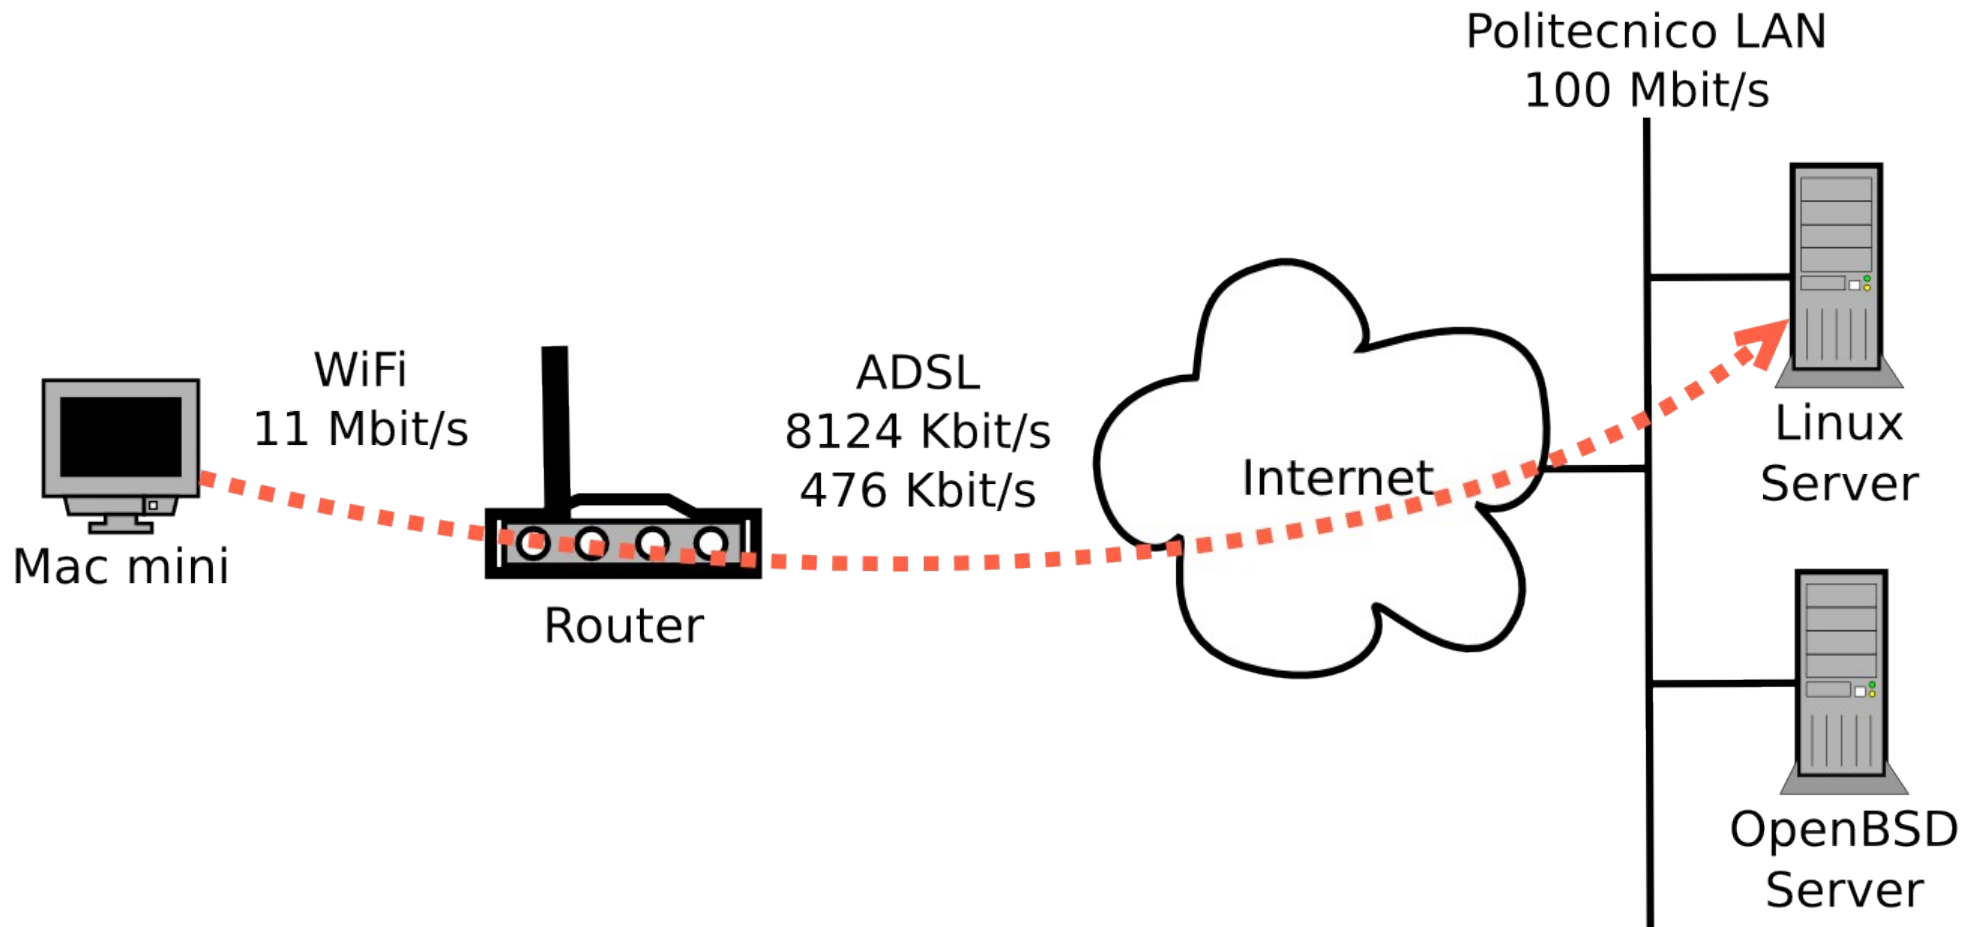 Politecnico LAN
100 Mbit/s
WiFi
11 Mbit/s
ADSL
8124 Kbit/s
476 Kbit/s
Internet
Linux
Server
Mac mini
Router
OpenBSD
Server